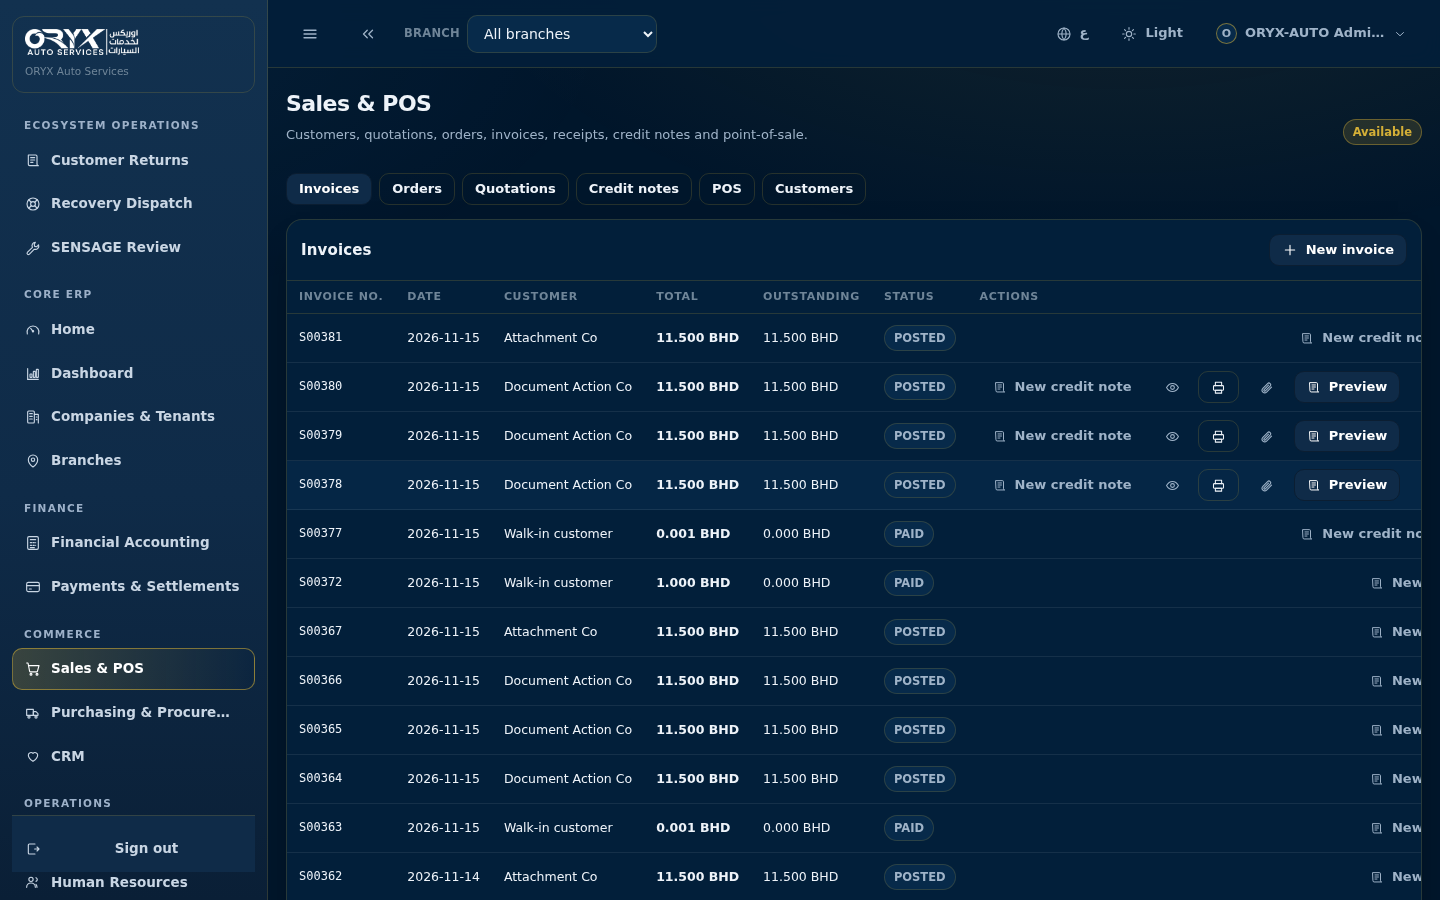 ORYX
اوريكس
لخدمات
السيارات
AUTO SERVICES
ORYX Auto Services
ECOSYSTEM OPERATIONS
Customer Returns
Recovery Dispatch
SENSAGE Review
CORE ERP
Home
Dashboard
Companies & Tenants
Branches
FINANCE
Financial Accounting
Payments & Settlements
COMMERCE
Sales & POS
Purchasing & Procure...
CRM
OPERATIONS
Sign out
Human Resources
BRANCH All branches ع Light O ORYX-AUTO Admi...
Sales & POS
Customers, quotations, orders, invoices, receipts, credit notes and point-of-sale.
Available
Invoices Orders Quotations Credit notes POS Customers
Invoices
New invoice
INVOICE NO. DATE CUSTOMER TOTAL OUTSTANDING STATUS ACTIONS
S00381 2026-11-15 Attachment Co 11.500 BHD 11.500 BHD POSTED New credit nc
S00380 2026-11-15 Document Action Co 11.500 BHD 11.500 BHD POSTED New credit note Preview
S00379 2026-11-15 Document Action Co 11.500 BHD 11.500 BHD POSTED New credit note Preview
S00378 2026-11-15 Document Action Co 11.500 BHD 11.500 BHD POSTED New credit note Preview
S00377 2026-11-15 Walk-in customer 0.001 BHD 0.000 BHD PAID New credit nc
S00372 2026-11-15 Walk-in customer 1.000 BHD 0.000 BHD PAID New
S00367 2026-11-15 Attachment Co 11.500 BHD 11.500 BHD POSTED New
S00366 2026-11-15 Document Action Co 11.500 BHD 11.500 BHD POSTED New
S00365 2026-11-15 Document Action Co 11.500 BHD 11.500 BHD POSTED New
S00364 2026-11-15 Document Action Co 11.500 BHD 11.500 BHD POSTED New
S00363 2026-11-15 Walk-in customer 0.001 BHD 0.000 BHD PAID New
S00362 2026-11-14 Attachment Co 11.500 BHD 11.500 BHD POSTED New